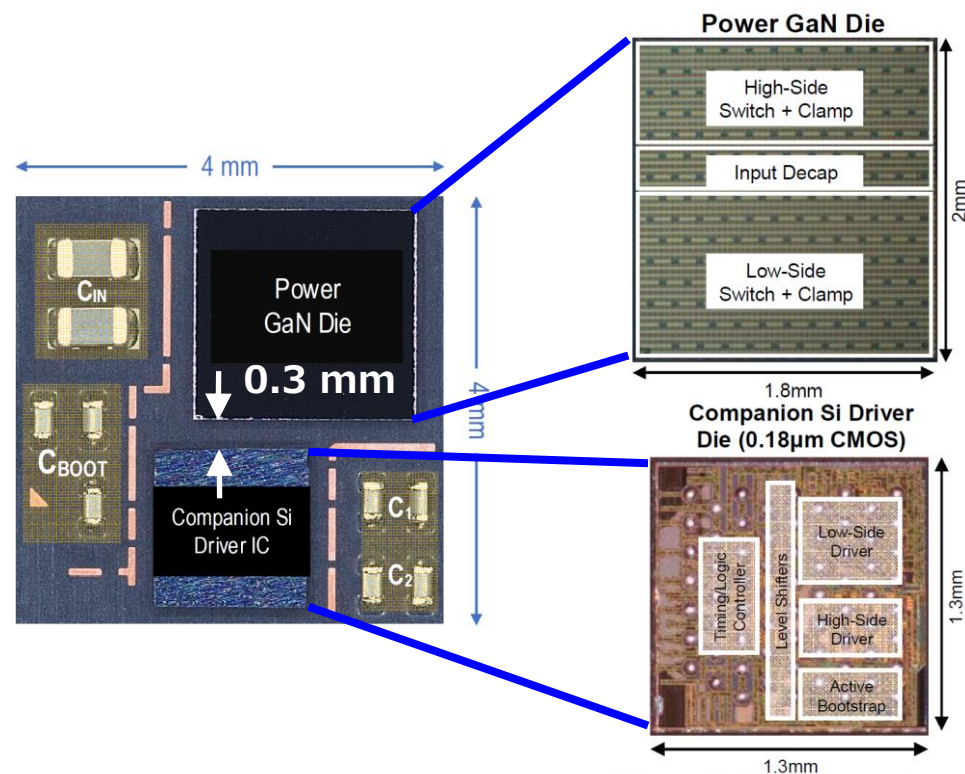 Power GaN Die
High-Side
Switch + Clamp
Input Decap
Low-Side
Switch + Clamp
2mm
1.8mm
4 mm
4mm
CIN
Power
GaN Die
0.3 mm
CBOOT
Companion Si
Driver IC
C1
C2
Companion Si Driver
Die (0.18μm CMOS)
Timing/Logic
Controller
Level Shifters
Low-Side
Driver
High-Side
Driver
Active
Bootstrap
1.3mm
1.3mm